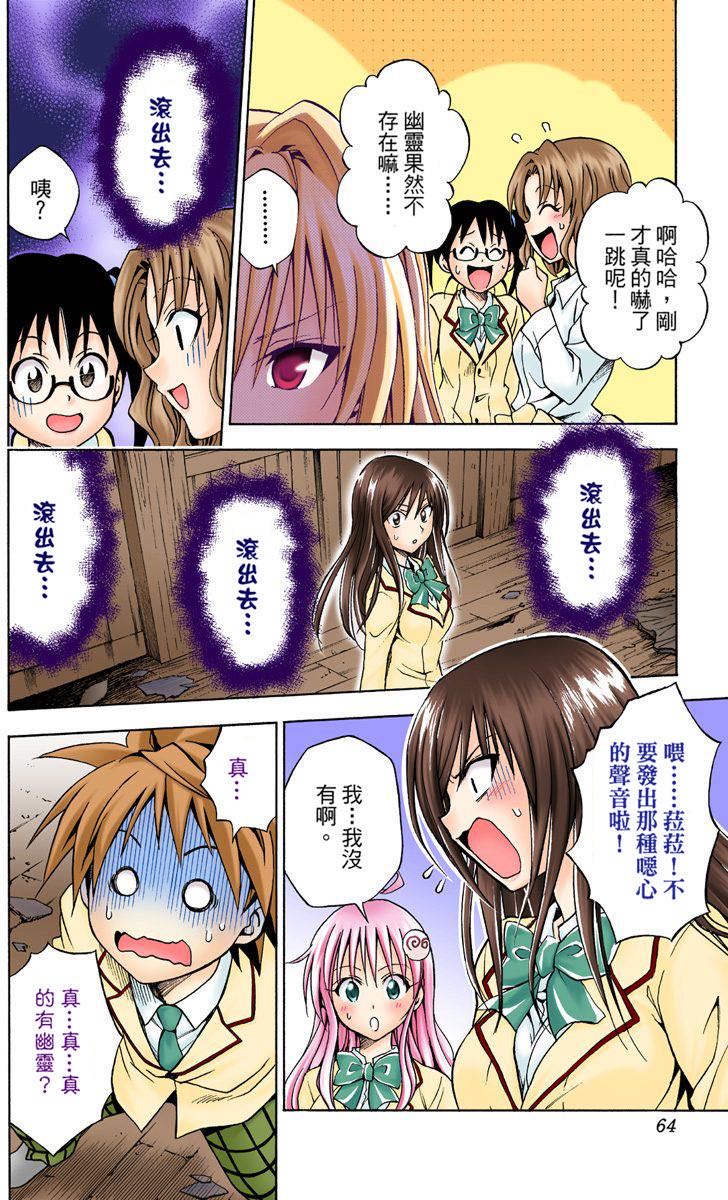 啊哈哈，剛
才真的嚇了
一跳呢！
幽靈果然不
存在嘛……
………
滾出去…
咦？
滾出去…
滾出去…
滾出去…
喂……菈菈！不
要發出那種噁心
的聲音啦！
我…我沒
有啊。
真…
真…真…真
的有幽靈？
64